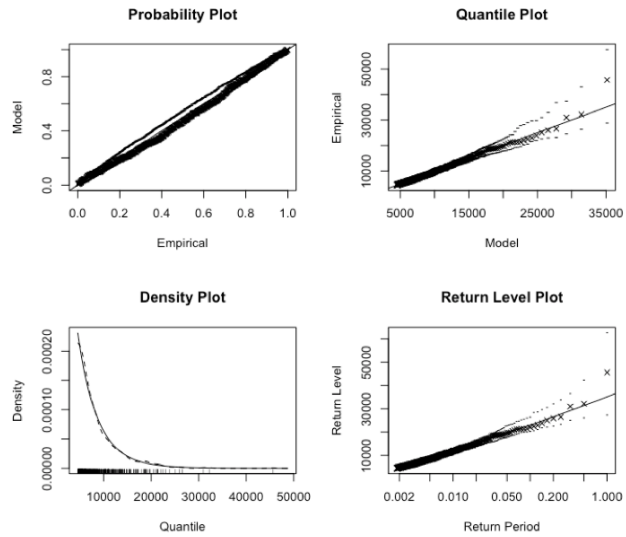 Probability Plot
Model
0.0 0.4 0.8
0.0 0.2 0.4 0.6 0.8 1.0
Empirical
Quantile Plot
Empirical
10000 30000 50000
5000 15000 25000 35000
Model
Density Plot
Density
0.00000 0.00010 0.00020
10000 20000 30000 40000 50000
Quantile
Return Level Plot
Return Level
10000 30000 50000
0.002 0.010 0.050 0.200 1.000
Return Period